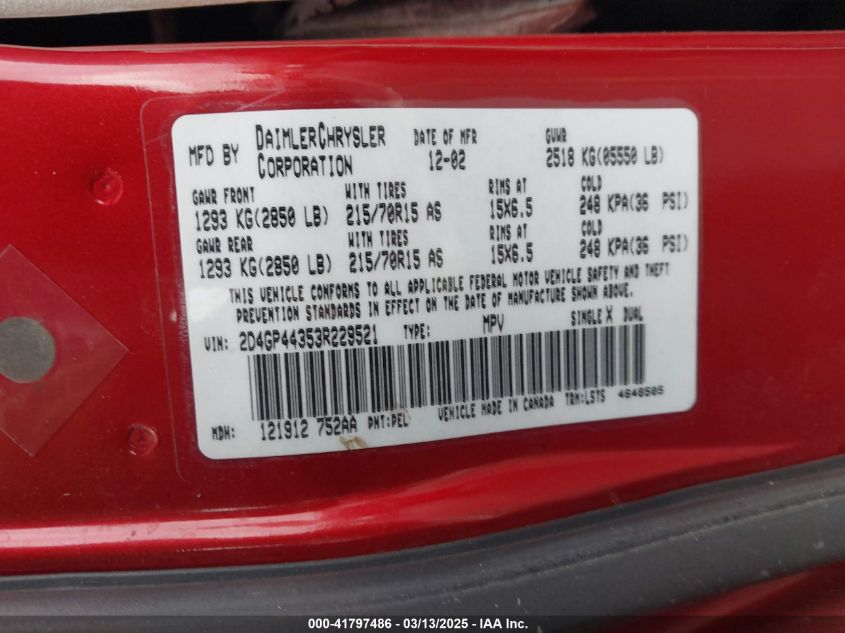 MFD BY DAIMLERCHRYSLER CORPORATION DATE OF MFR 12-02 GVWR 2518 KG(05550 LB)
GAWR FRONT WITH TIRES RIMS AT COLD
1293 KG(2850 LB) 215/70R15 AS 15X6.5 248 KPA(36 PSI)
GAWR REAR WITH TIRES RIMS AT COLD
1293 KG(2850 LB) 215/70R15 AS 15X6.5 248 KPA(36 PSI)
THIS VEHICLE CONFORMS TO ALL APPLICABLE FEDERAL MOTOR VEHICLE SAFETY AND THEFT
PREVENTION STANDARDS IN EFFECT ON THE DATE OF MANUFACTURE SHOWN ABOVE.
VIN: 2D4GP44353R229521 TYPE: MPV SINGLE X DUAL
MDH: 121912 752AA PNT:PEL VEHICLE MADE IN CANADA TRM:LSTS 4648505
000-41797486 - 03/13/2025 - IAAI Inc.